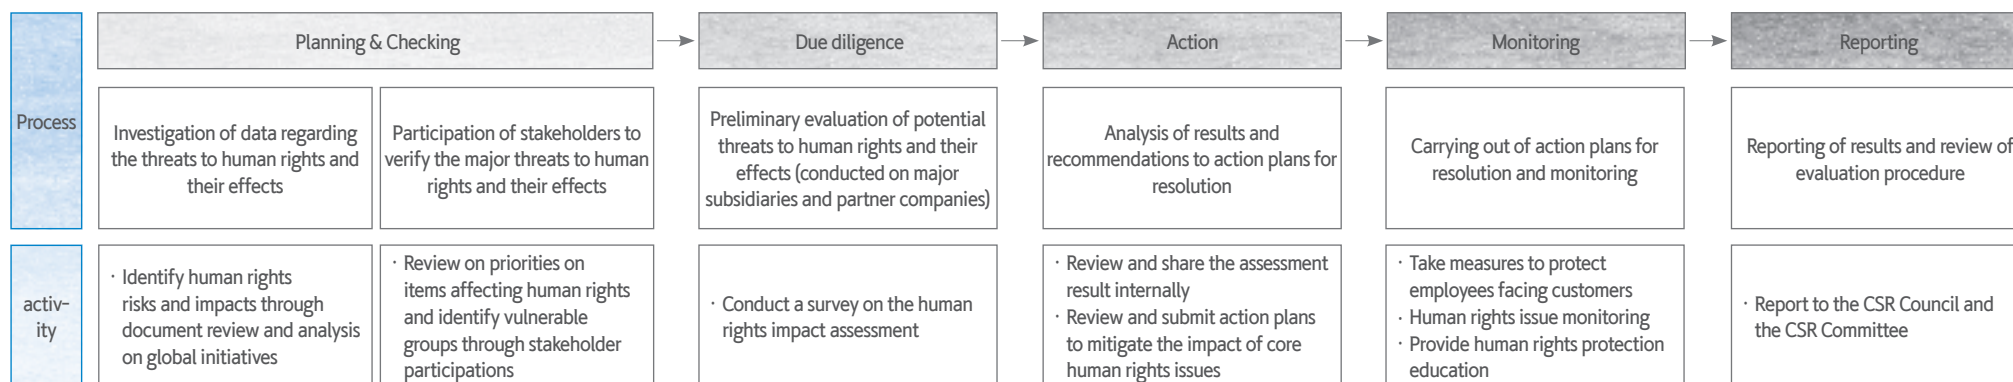 Planning & Checking
Due diligence
Action
Monitoring
Reporting
Process
Investigation of data regarding
the threats to human rights and
their effects
Participation of stakeholders to
verify the major threats to human
rights and their effects
Preliminary evaluation of potential
threats to human rights and their
effects (conducted on major
subsidiaries and partner companies)
Analysis of results and
recommendations to action plans for
resolution
Carrying out of action plans for
resolution and monitoring
Reporting of results and review of
evaluation procedure
activ-
ity
· Identify human rights
risks and impacts through
document review and analysis
on global initiatives
· Review on priorities on
items affecting human rights
and identify vulnerable
groups through stakeholder
participations
· Conduct a survey on the human
rights impact assessment
· Review and share the assessment
result internally
· Review and submit action plans
to mitigate the impact of core
human rights issues
· Take measures to protect
employees facing customers
· Human rights issue monitoring
· Provide human rights protection
education
· Report to the CSR Council and
the CSR Committee